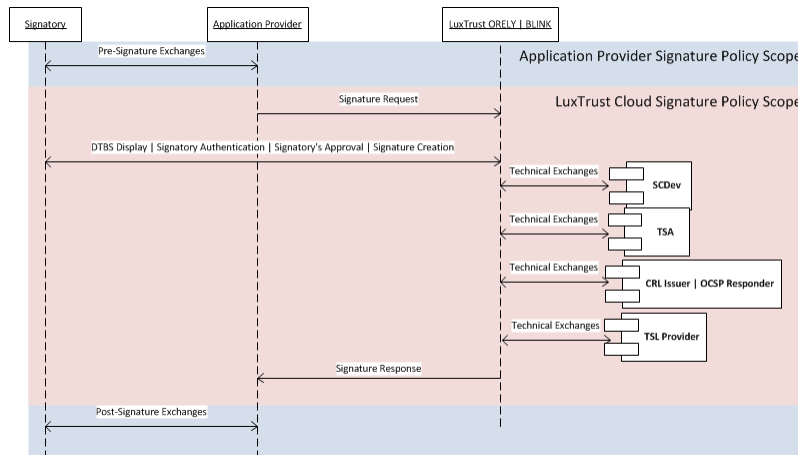 Signatory
Application Provider
LuxTrust ORELY | BLINK
Pre-Signature Exchanges
Application Provider Signature Policy Scope
LuxTrust Cloud Signature Policy Scope
Signature Request
DTBS Display | Signatory Authentication | Signatory's Approval | Signature Creation
Technical Exchanges
SCDev
Technical Exchanges
TSA
Technical Exchanges
CRL Issuer | OCSP Responder
Technical Exchanges
TSL Provider
Signature Response
Post-Signature Exchanges